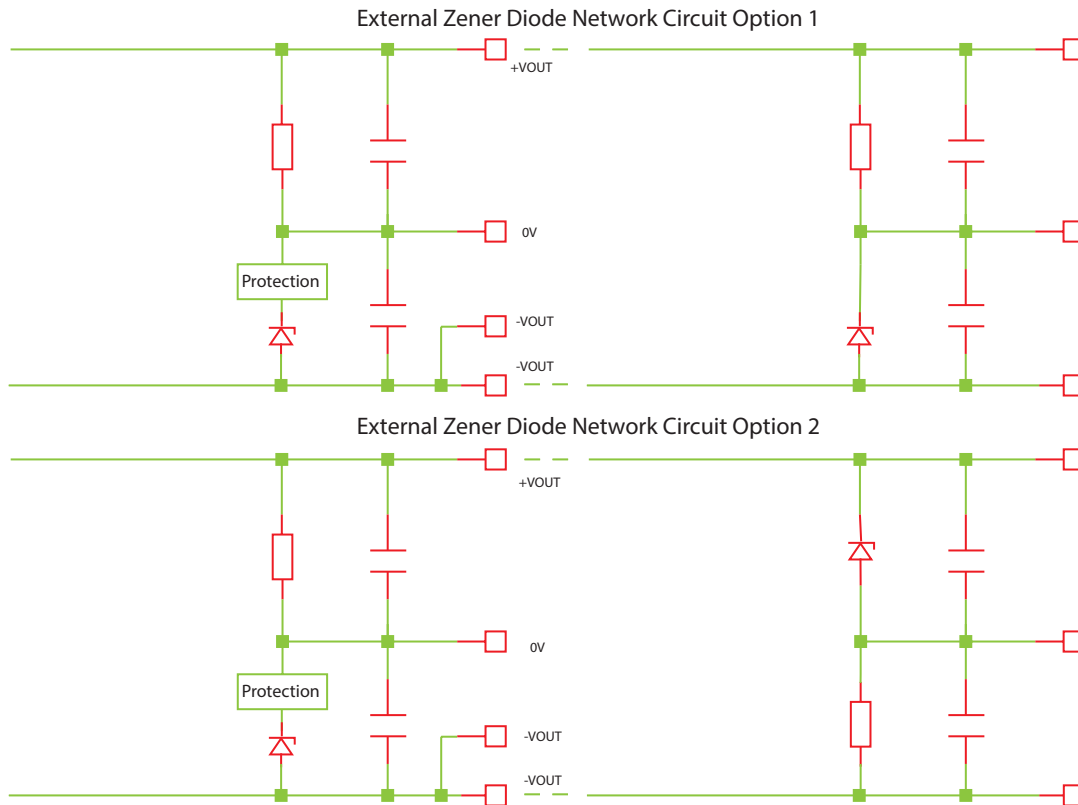 External Zener Diode Network Circuit Option 1
+VOUT
0V
Protection
-VOUT
-VOUT
External Zener Diode Network Circuit Option 2
+VOUT
0V
Protection
-VOUT
-VOUT